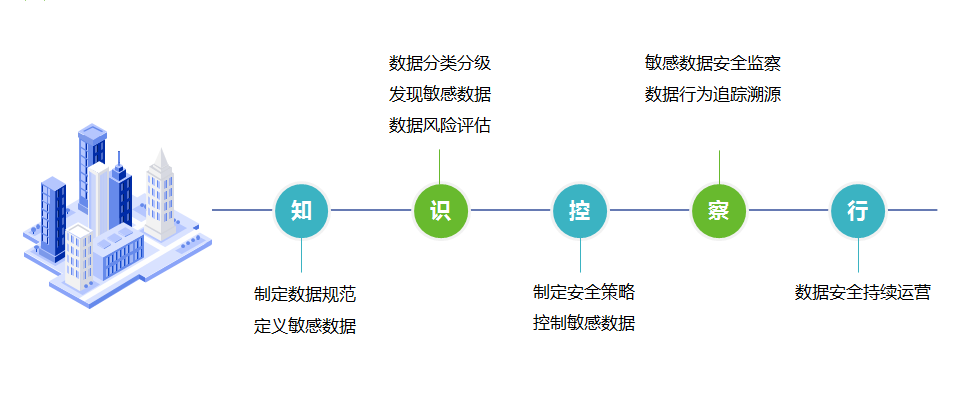 数据分类分级
发现敏感数据
数据风险评估
敏感数据安全监察
数据行为追踪溯源
知
识
控
察
行
制定数据规范
定义敏感数据
制定安全策略
控制敏感数据
数据安全持续运营